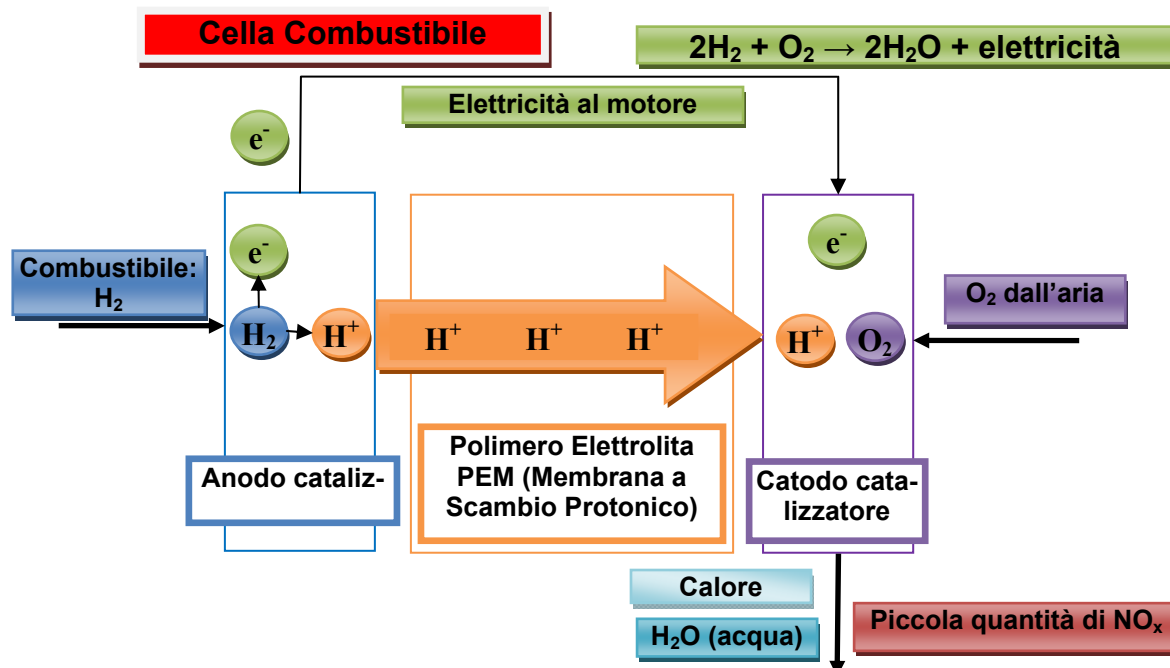 Cella Combustibile
2H₂ + O₂ → 2H₂O + elettricità
Elettricità al motore
e⁻
e⁻
e⁻
Combustibile:
H₂
O₂ dall'aria
H₂
H⁺
H⁺
H⁺
H⁺
H⁺
O₂
Anodo cataliz-
Polimero Elettrolita
PEM (Membrana a
Scambio Protonico)
Catodo cata-
lizzatore
Calore
H₂O (acqua)
Piccola quantità di NOₓ